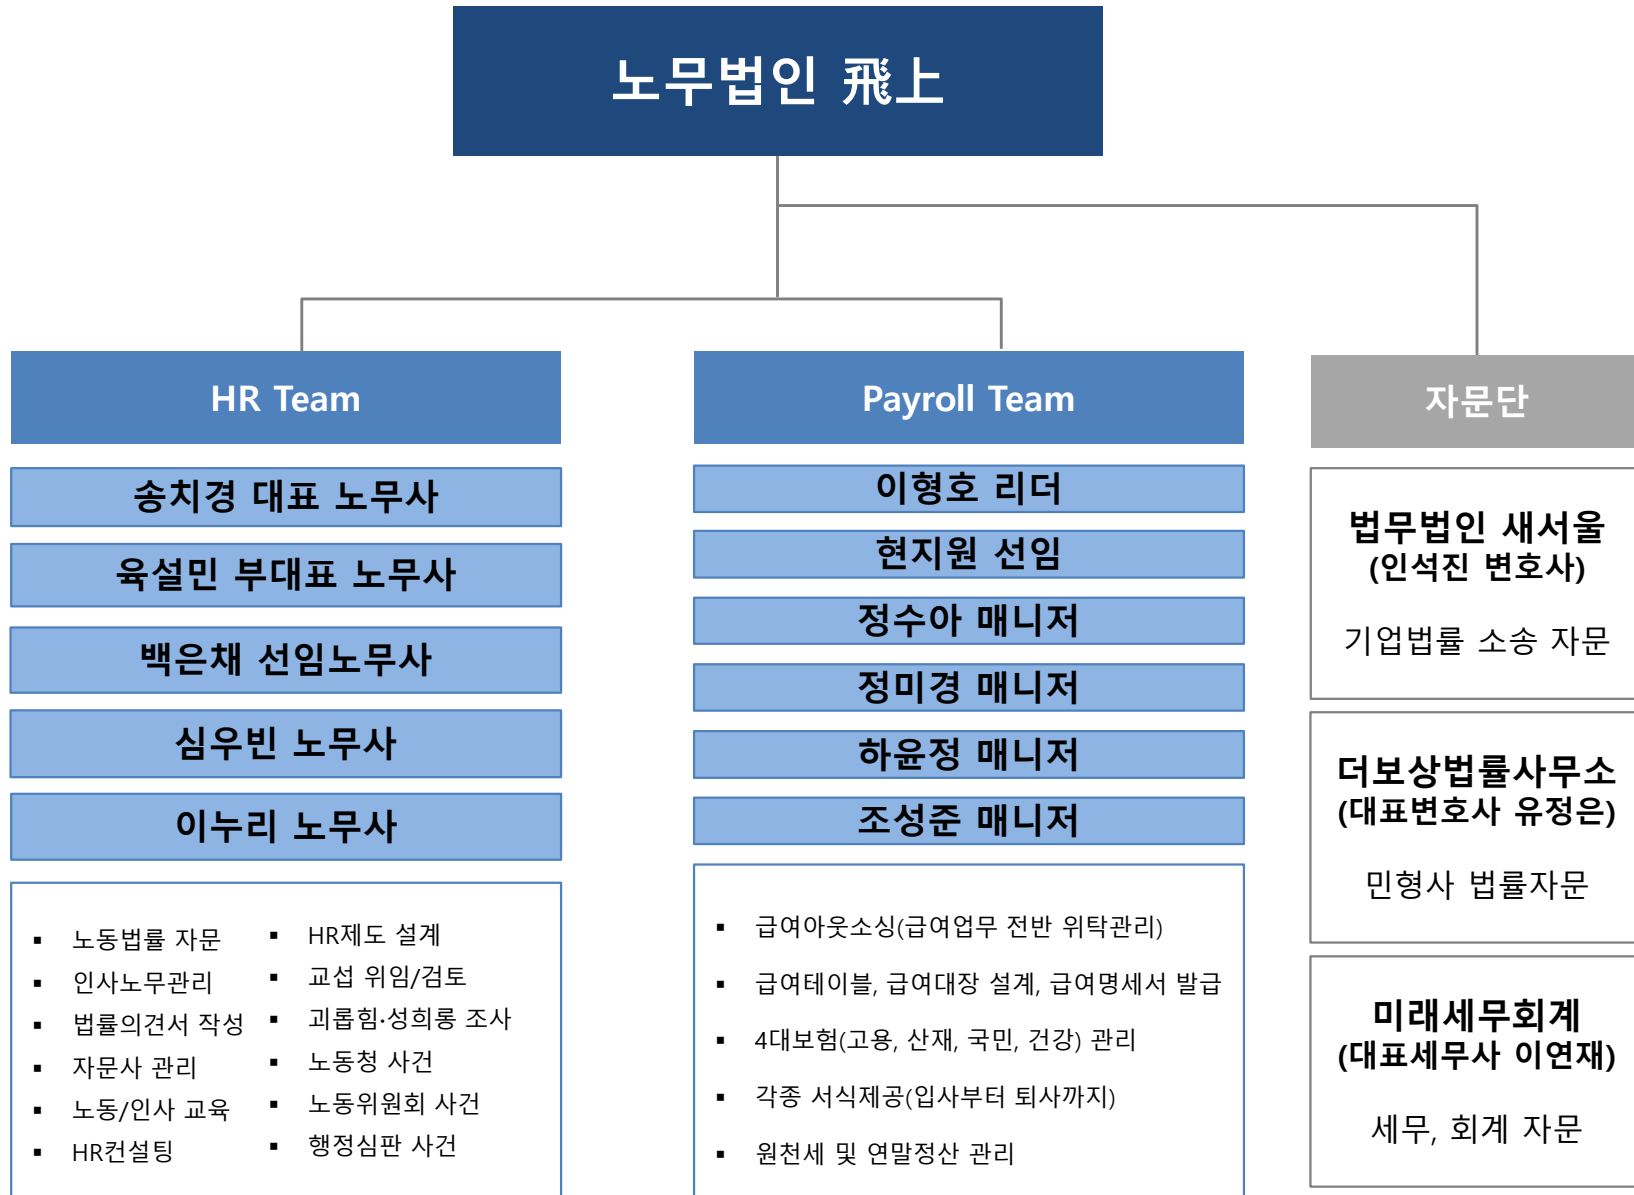 노무법인 飛上
HR Team
송치경 대표 노무사
육설민 부대표 노무사
백은채 선임노무사
심우빈 노무사
이누리 노무사
▪ 노동법률 자문
▪ 인사노무관리
▪ 법률의견서 작성
▪ 자문사 관리
▪ 노동/인사 교육
▪ HR컨설팅
▪ HR제도 설계
▪ 교섭 위임/검토
▪ 괴롭힘·성희롱 조사
▪ 노동청 사건
▪ 노동위원회 사건
▪ 행정심판 사건
Payroll Team
이형호 리더
현지원 선임
정수아 매니저
정미경 매니저
하윤정 매니저
조성준 매니저
▪ 급여아웃소싱(급여업무 전반 위탁관리)
▪ 급여테이블, 급여대장 설계, 급여명세서 발급
▪ 4대보험(고용, 산재, 국민, 건강) 관리
▪ 각종 서식제공(입사부터 퇴사까지)
▪ 원천세 및 연말정산 관리
자문단
법무법인 새서울
(인석진 변호사)
기업법률 소송 자문
더보상법률사무소
(대표변호사 유정은)
민형사 법률자문
미래세무회계
(대표세무사 이연재)
세무, 회계 자문